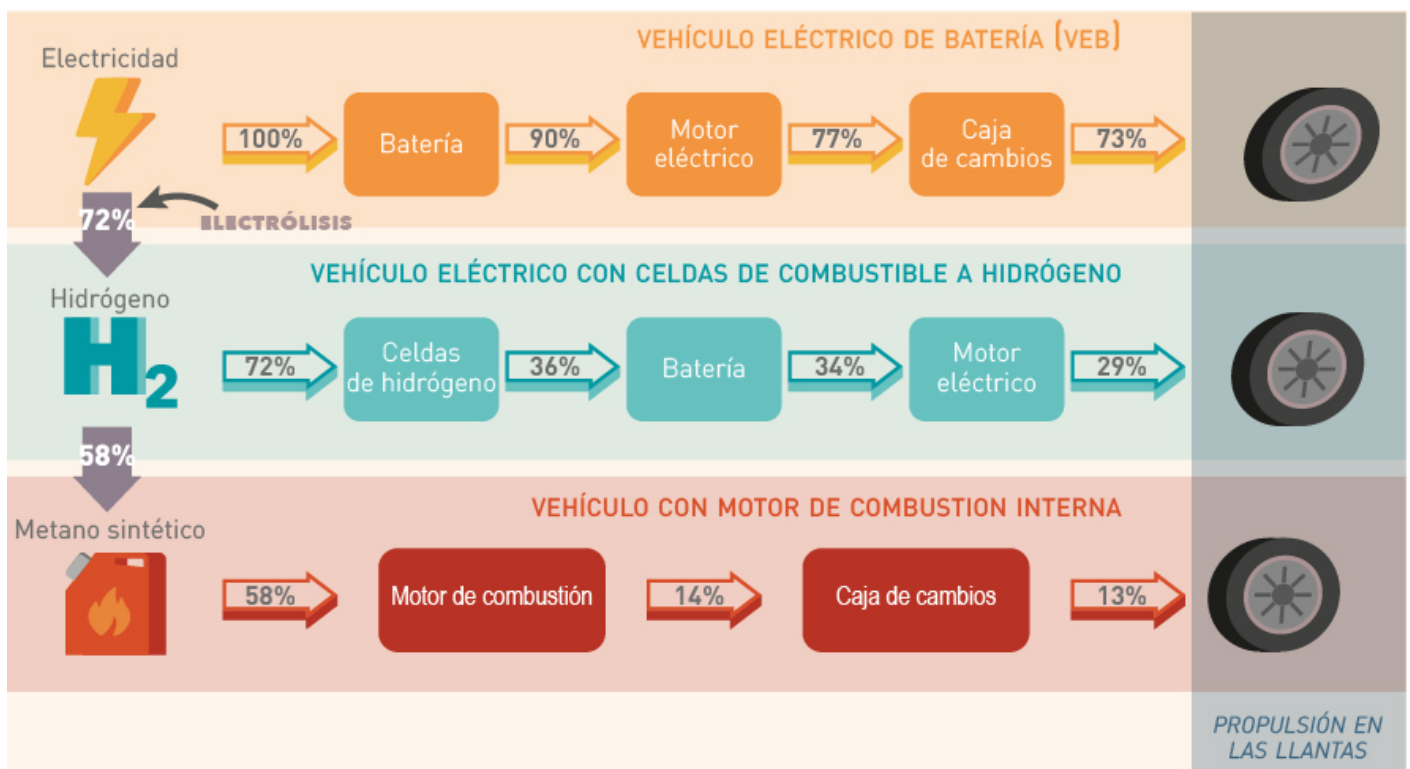 VEHÍCULO ELÉCTRICO DE BATERÍA (VEB)
Electricidad
100%
Batería
90%
Motor
eléctrico
77%
Caja
de cambios
73%
72%
ELECTRÓLISIS
VEHÍCULO ELÉCTRICO CON CELDAS DE COMBUSTIBLE A HIDRÓGENO
Hidrógeno
H2
72%
Celdas
de hidrógeno
36%
Batería
34%
Motor
eléctrico
29%
58%
VEHÍCULO CON MOTOR DE COMBUSTION INTERNA
Metano sintético
58%
Motor de combustión
14%
Caja de cambios
13%
PROPULSIÓN EN
LAS LLANTAS